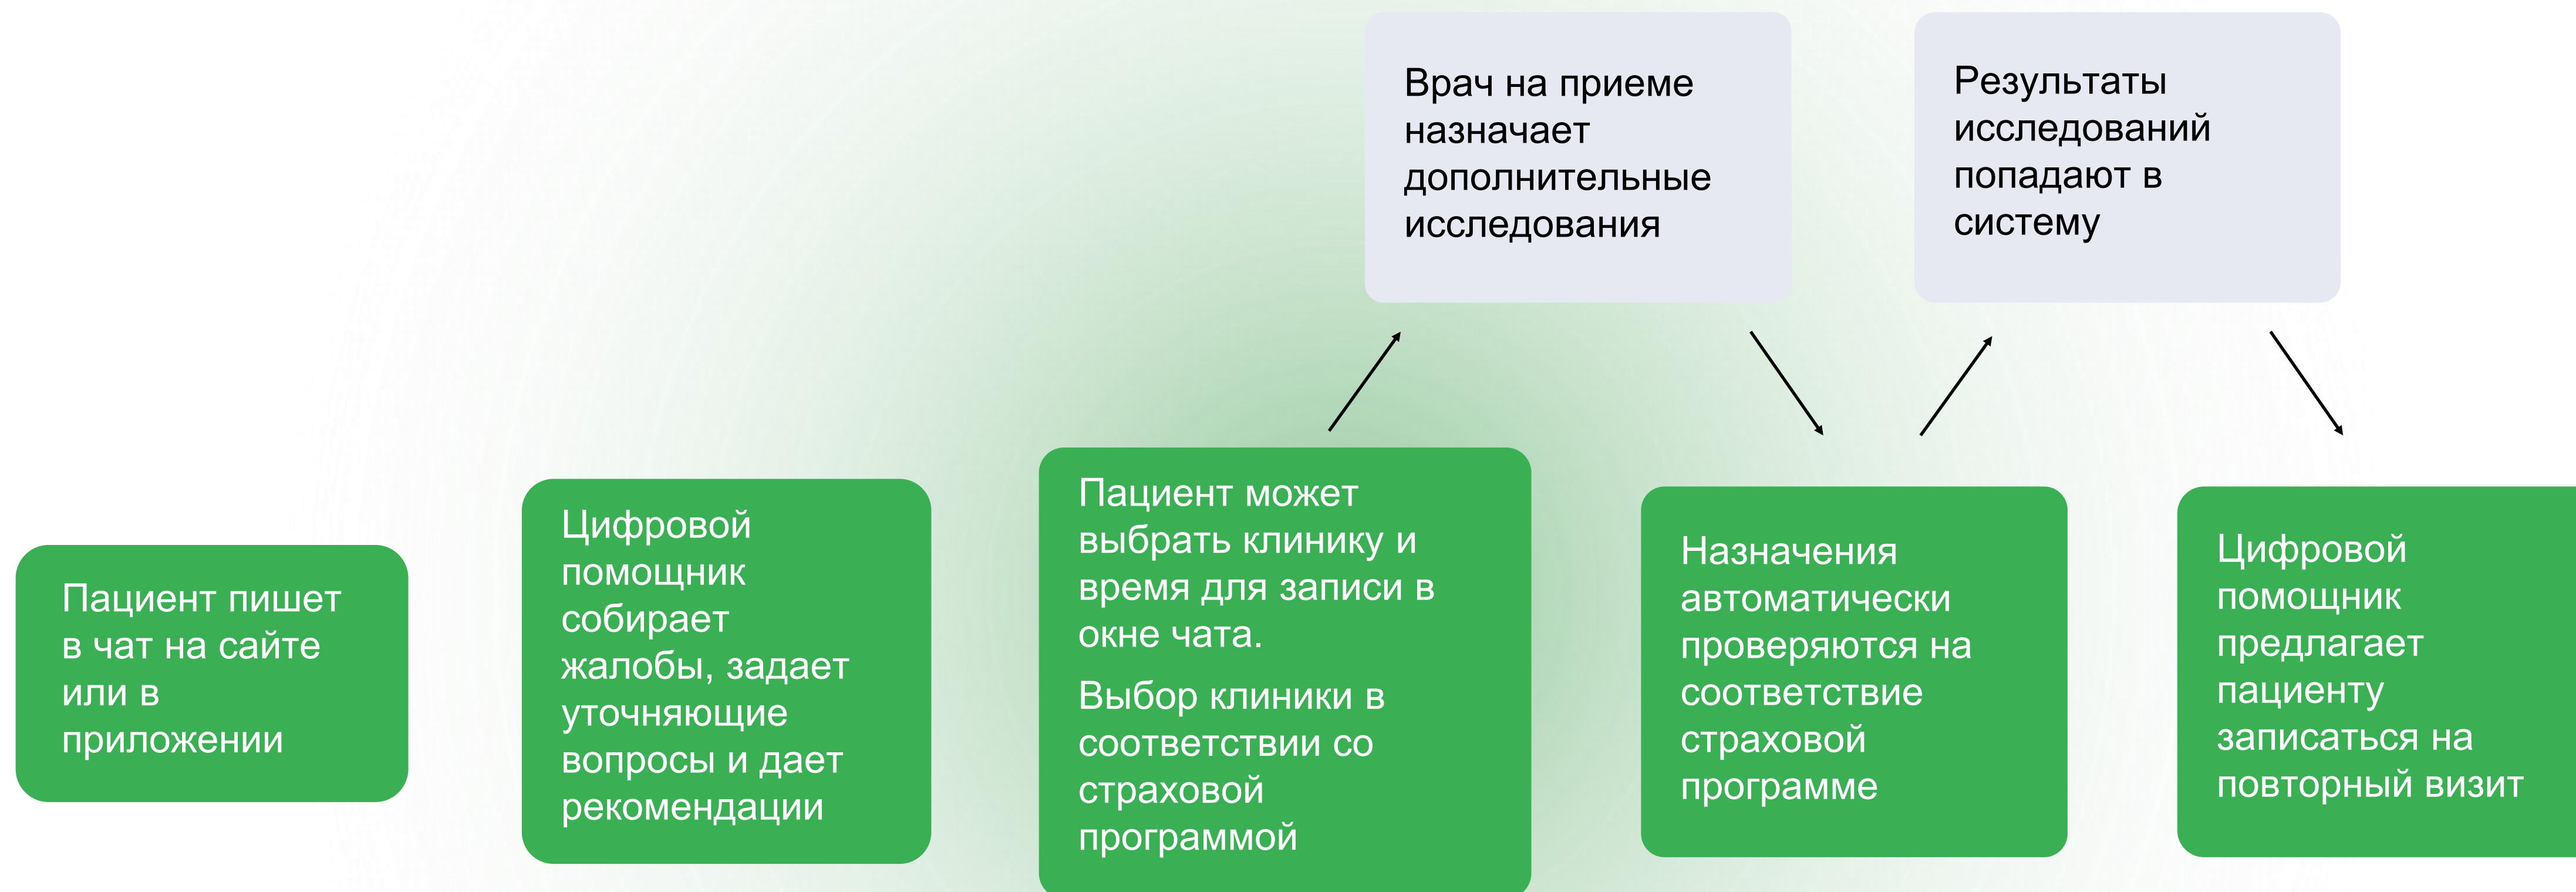 Пациент пишет
в чат на сайте
или в
приложении
Цифровой
помощник
собирает
жалобы, задает
уточняющие
вопросы и дает
рекомендации
Пациент может
выбрать клинику и
время для записи в
окне чата.
Выбор клиники в
соответствии со
страховой
программой
Врач на приеме
назначает
дополнительные
исследования
Назначения
автоматически
проверяются на
соответствие
страховой
программе
Результаты
исследований
попадают в
систему
Цифровой
помощник
предлагает
пациенту
записаться на
повторный визит